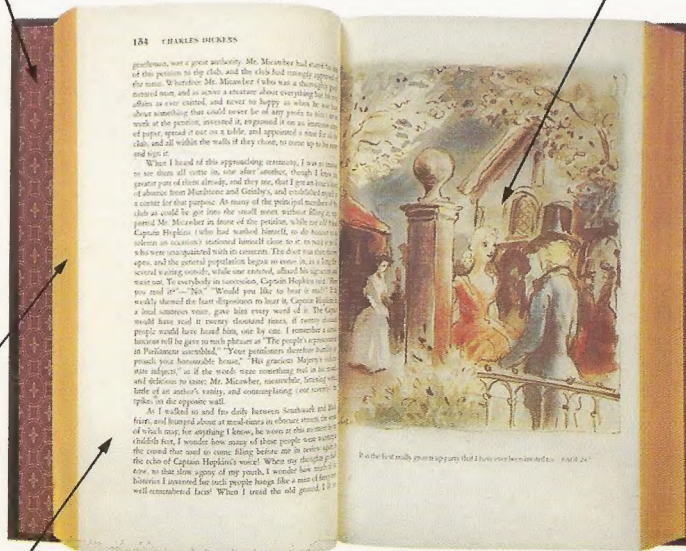 184 CHARLES DICKENS
gentlemen, was a great authority. Mr. Micawber had stated
of this petition to the club, and the club had strongly approved of
the same. Wherefore Mr. Micawber (who was a thoroughly good-
natured man, and as active a creature about everything but his own
affairs as ever existed, and never so happy as when he was busy
about something that could never be of any profit to him) set to
work at the petition, invented it, engrossed it on an immense sheet
of paper, spread it out on a table, and appointed a time for all the
club, and all within the walls if they chose, to come up to his room
and sign it.
When I heard of this approaching ceremony, I was so anxious
to see them all come in, one after another, though I knew the
greater part of them already, and they me, that I got an hour's leave
of absence from Murdstone and Grinby's, and established myself in
a corner for that purpose. As many of the principal members of the
club as could be got into the small room without filling it, sup-
ported Mr. Micawber in front of the petition, while my old friend
Captain Hopkins (who had washed himself, to do honour to so
solemn an occasion) stationed himself close to it, to read it to all
who were unacquainted with its contents. The door was then thrown
open, and the general population began to come in, in a long file:
several waiting outside, while one entered, affixed his signature, and
went out. To everybody in succession, Captain Hopkins said: "Have
you read it?"—"No." "Would you like to hear it read?" If he
weakly showed the least disposition to hear it, Captain Hopkins, in
a loud sonorous voice, gave him every word of it. The Captain
would have read it twenty thousand times, if twenty thousand
people would have heard him, one by one. I remember a certain
luscious roll he gave to such phrases as "The people's representatives
in Parliament assembled," "Your petitioners therefore humbly ap-
proach your honourable house," "His gracious Majesty's unfortu-
nate subjects," as if the words were something real in his mouth,
and delicious to taste; Mr. Micawber, meanwhile, listening with a
little of an author's vanity, and contemplating (not severely) the
spikes on the opposite wall.
As I walked to and fro daily between Southwark and Black-
friars, and lounged about at meal-times in obscure streets, the stones
of which may, for anything I know, be worn at this moment by my
childish feet, I wonder how many of these people were wanting in
the crowd that used to come filing before me in review again, to
the echo of Captain Hopkins's voice! When my thoughts go back
now, to that slow agony of my youth, I wonder how much of the
histories I invented for such people hangs like a mist of fancy over
well-remembered facts! When I tread the old ground, I do
It is the first really grown-up party that I have ever been invited to. PAGE